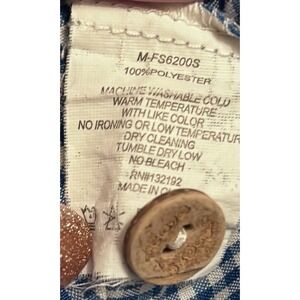 M-FS6200S
100%POLYESTER
MACHINE WASHABLE COLD
WARM TEMPERATURE
WITH LIKE COLOR
NO IRONING OR LOW TEMPERATUR
DRY CLEANING
TUMBLE DRY LOW
NO BLEACH
RN#132192
MADE IN